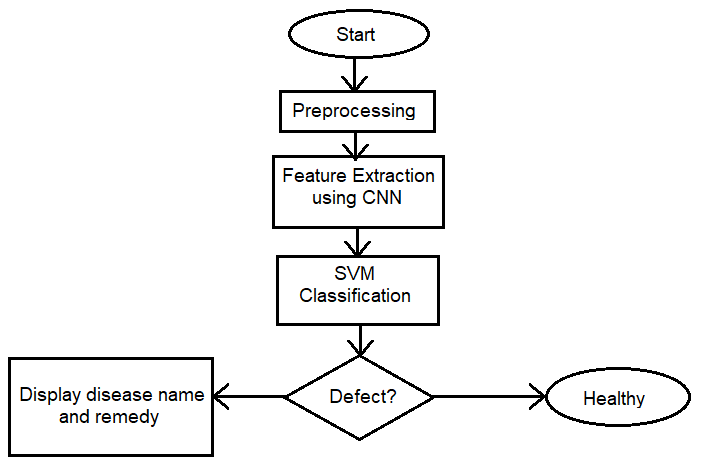 Start
Preprocessing
Feature Extraction
using CNN
SVM
Classification
Defect?
Display disease name
and remedy
Healthy